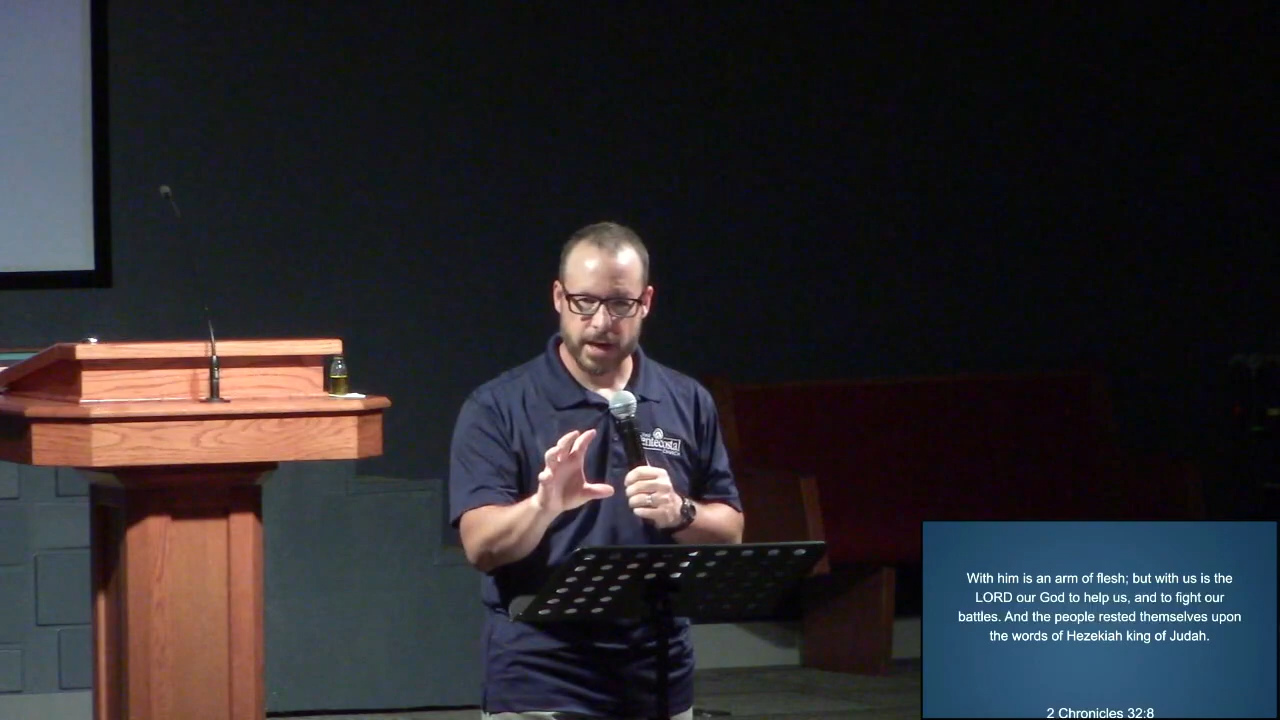 CHURCH
With him is an arm of flesh; but with us is the
LORD our God to help us, and to fight our
battles. And the people rested themselves upon
the words of Hezekiah king of Judah.
2 Chronicles 32:8